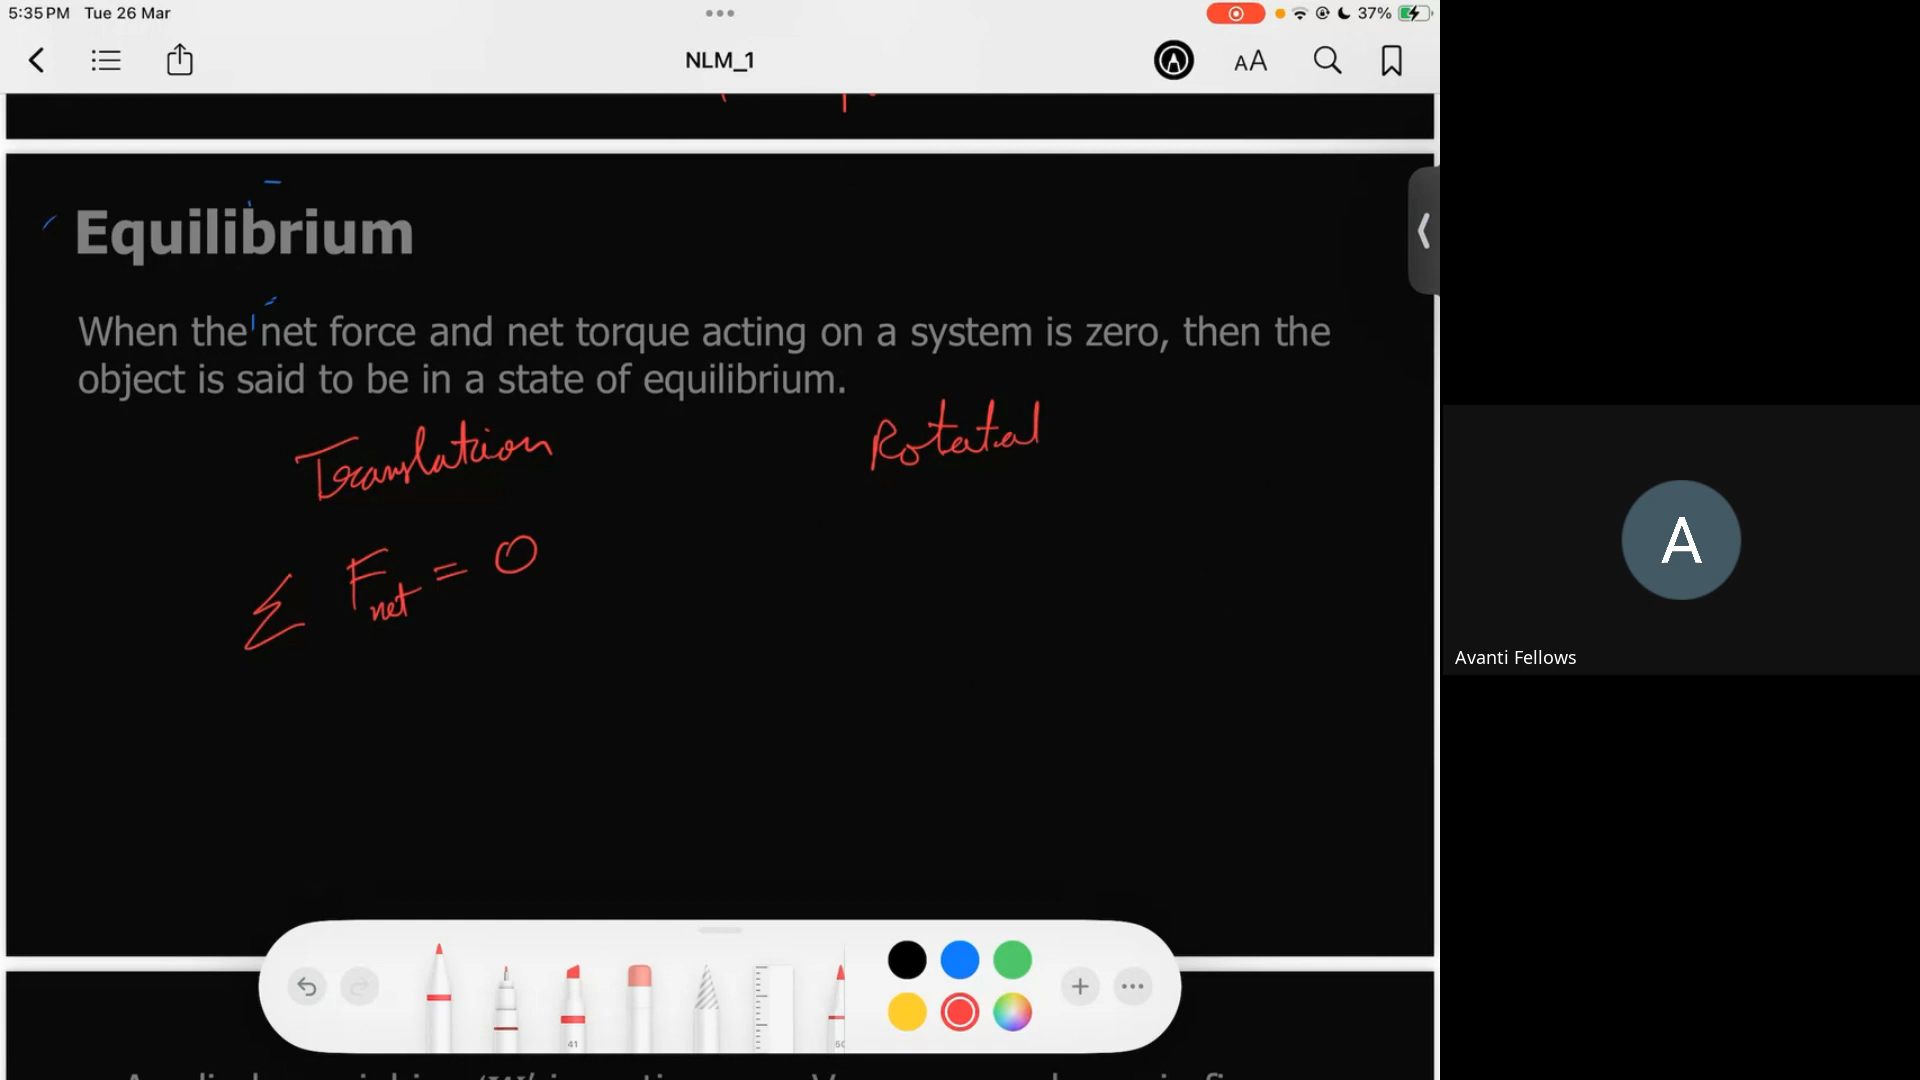 5:35 PM Tue 26 Mar
37%
NLM_1
AA
Equilibrium
When the net force and net torque acting on a system is zero, then the
object is said to be in a state of equilibrium.
Translation
Rotatal
Σ Fnet = 0
A
Avanti Fellows
41
50